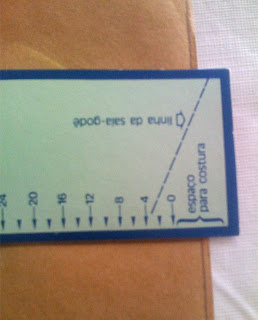 linha da saia-godê
24 20 16 12 8 4 0
espaço
para costura